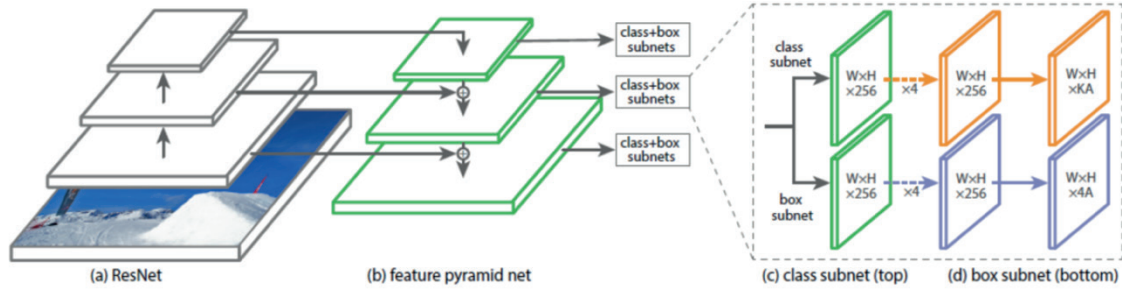 class+box
subnets
class+box
subnets
class+box
subnets
class
subnet
box
subnet
W×H
×256
×4
W×H
×256
W×H
×KA
W×H
×256
×4
W×H
×256
W×H
×4A
(a) ResNet
(b) feature pyramid net
(c) class subnet (top)
(d) box subnet (bottom)